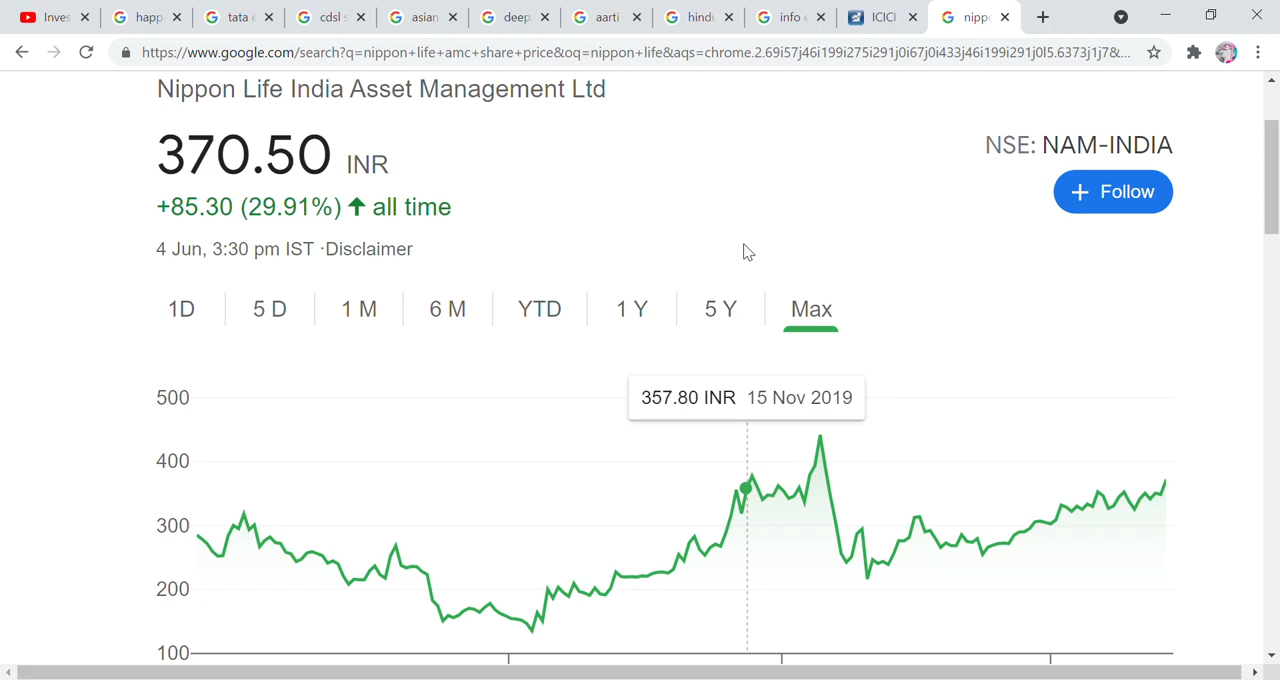 Inves
happ
tata
cdsl
asian
deep
aarti
hind
info
ICICI
nipp
https://www.google.com/search?q=nippon+life+amc+share+price&oq=nippon+life&aqs=chrome.2.69i57j46i199i275i291j0i67j0i433j46i199i291j0l5.6373j1j7&...
Nippon Life India Asset Management Ltd
370.50 INR
NSE: NAM-INDIA
+85.30 (29.91%) ↑ all time
+ Follow
4 Jun, 3:30 pm IST ·Disclaimer
1D 5 D 1 M 6 M YTD 1 Y 5 Y Max
357.80 INR 15 Nov 2019
500
400
300
200
100